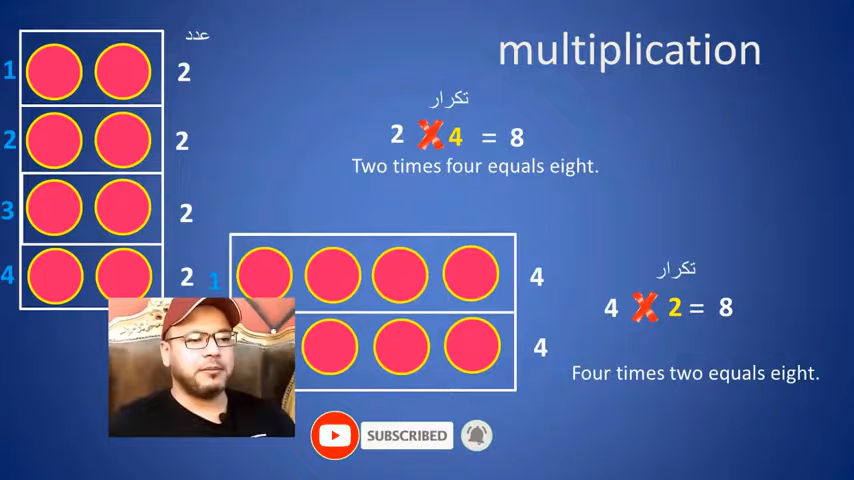 multiplication
عدد
1 2
2 2
3 2
4 2
تكرار
2 X 4 = 8
Two times four equals eight.
1 4
4
تكرار
4 X 2 = 8
Four times two equals eight.
SUBSCRIBED